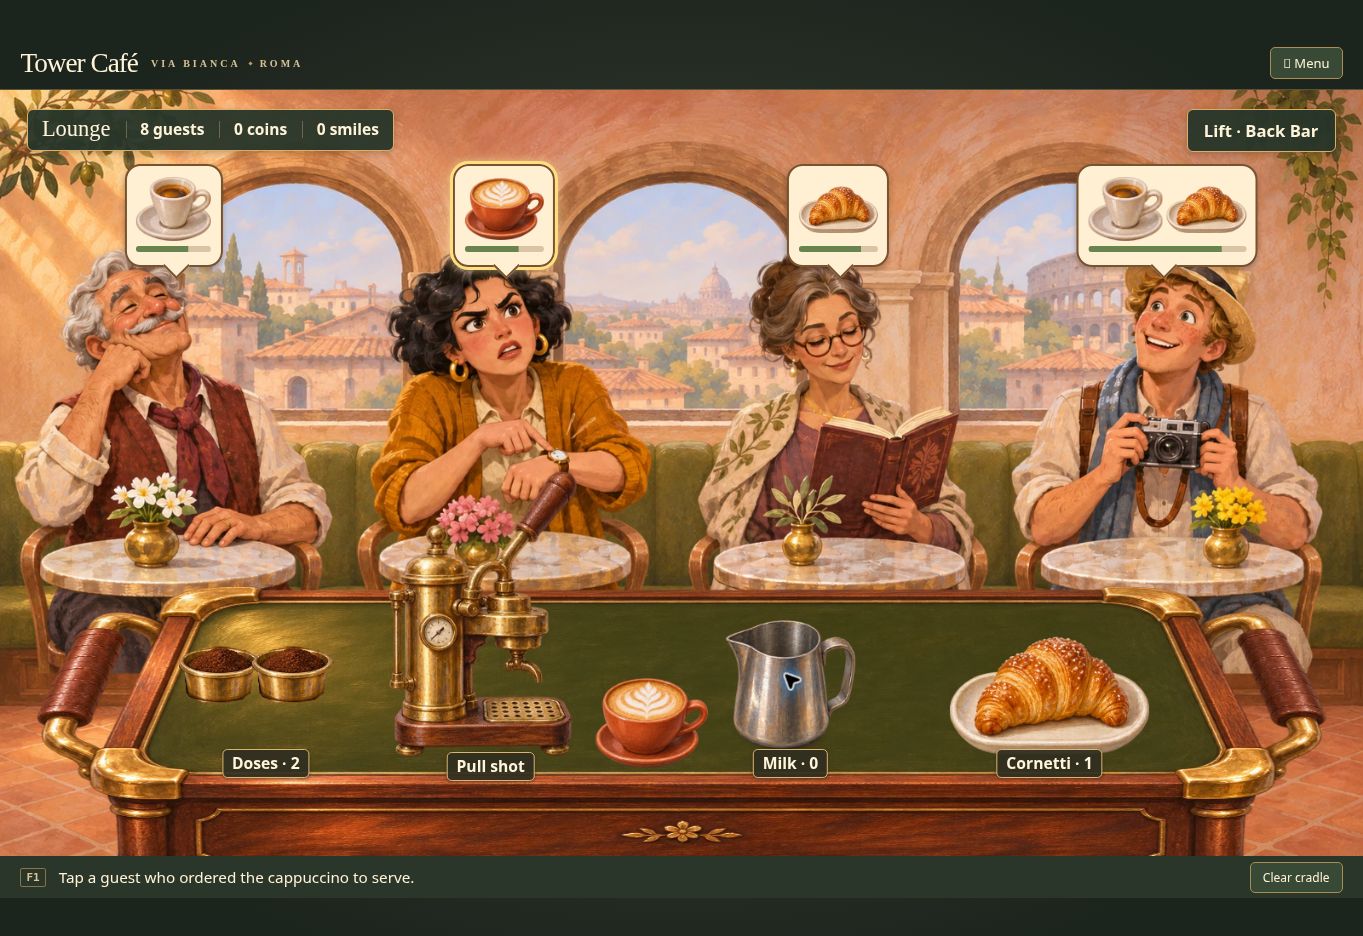 Tower Café VIA BIANCA ✦ ROMA
Menu
Lounge 8 guests 0 coins 0 smiles
Lift · Back Bar
Doses · 2
Pull shot
Milk · 0
Cornetti · 1
F1 Tap a guest who ordered the cappuccino to serve.
Clear cradle